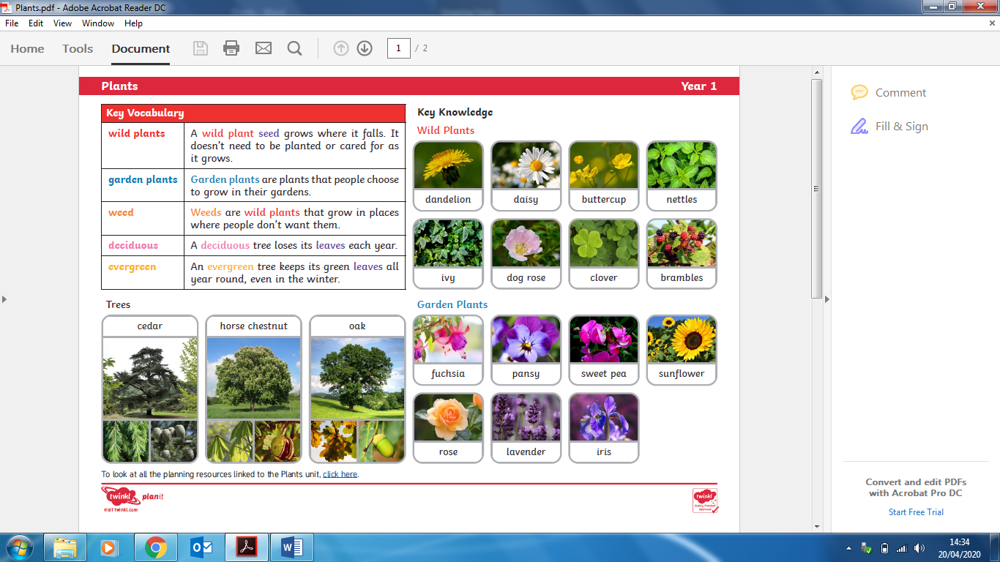 Plants.pdf - Adobe Acrobat Reader DC
File Edit View Window Help
Home Tools Document 1 / 2
Plants Year 1
Key Vocabulary
wild plants
A wild plant seed grows where it falls. It
doesn't need to be planted or cared for as
it grows.
garden plants
Garden plants are plants that people choose
to grow in their gardens.
weed
Weeds are wild plants that grow in places
where people don't want them.
deciduous
A deciduous tree loses its leaves each year.
evergreen
An evergreen tree keeps its green leaves all
year round, even in the winter.
Trees
cedar horse chestnut oak
Key Knowledge
Wild Plants
dandelion daisy buttercup nettles
ivy dog rose clover brambles
Garden Plants
fuchsia pansy sweet pea sunflower
rose lavender iris
To look at all the planning resources linked to the Plants unit, click here.
twinkl planit
visit twinkl.com
twinkl
Quality Standard
Approved
Comment
Fill & Sign
Convert and edit PDFs
with Acrobat Pro DC
Start Free Trial
14:34
20/04/2020